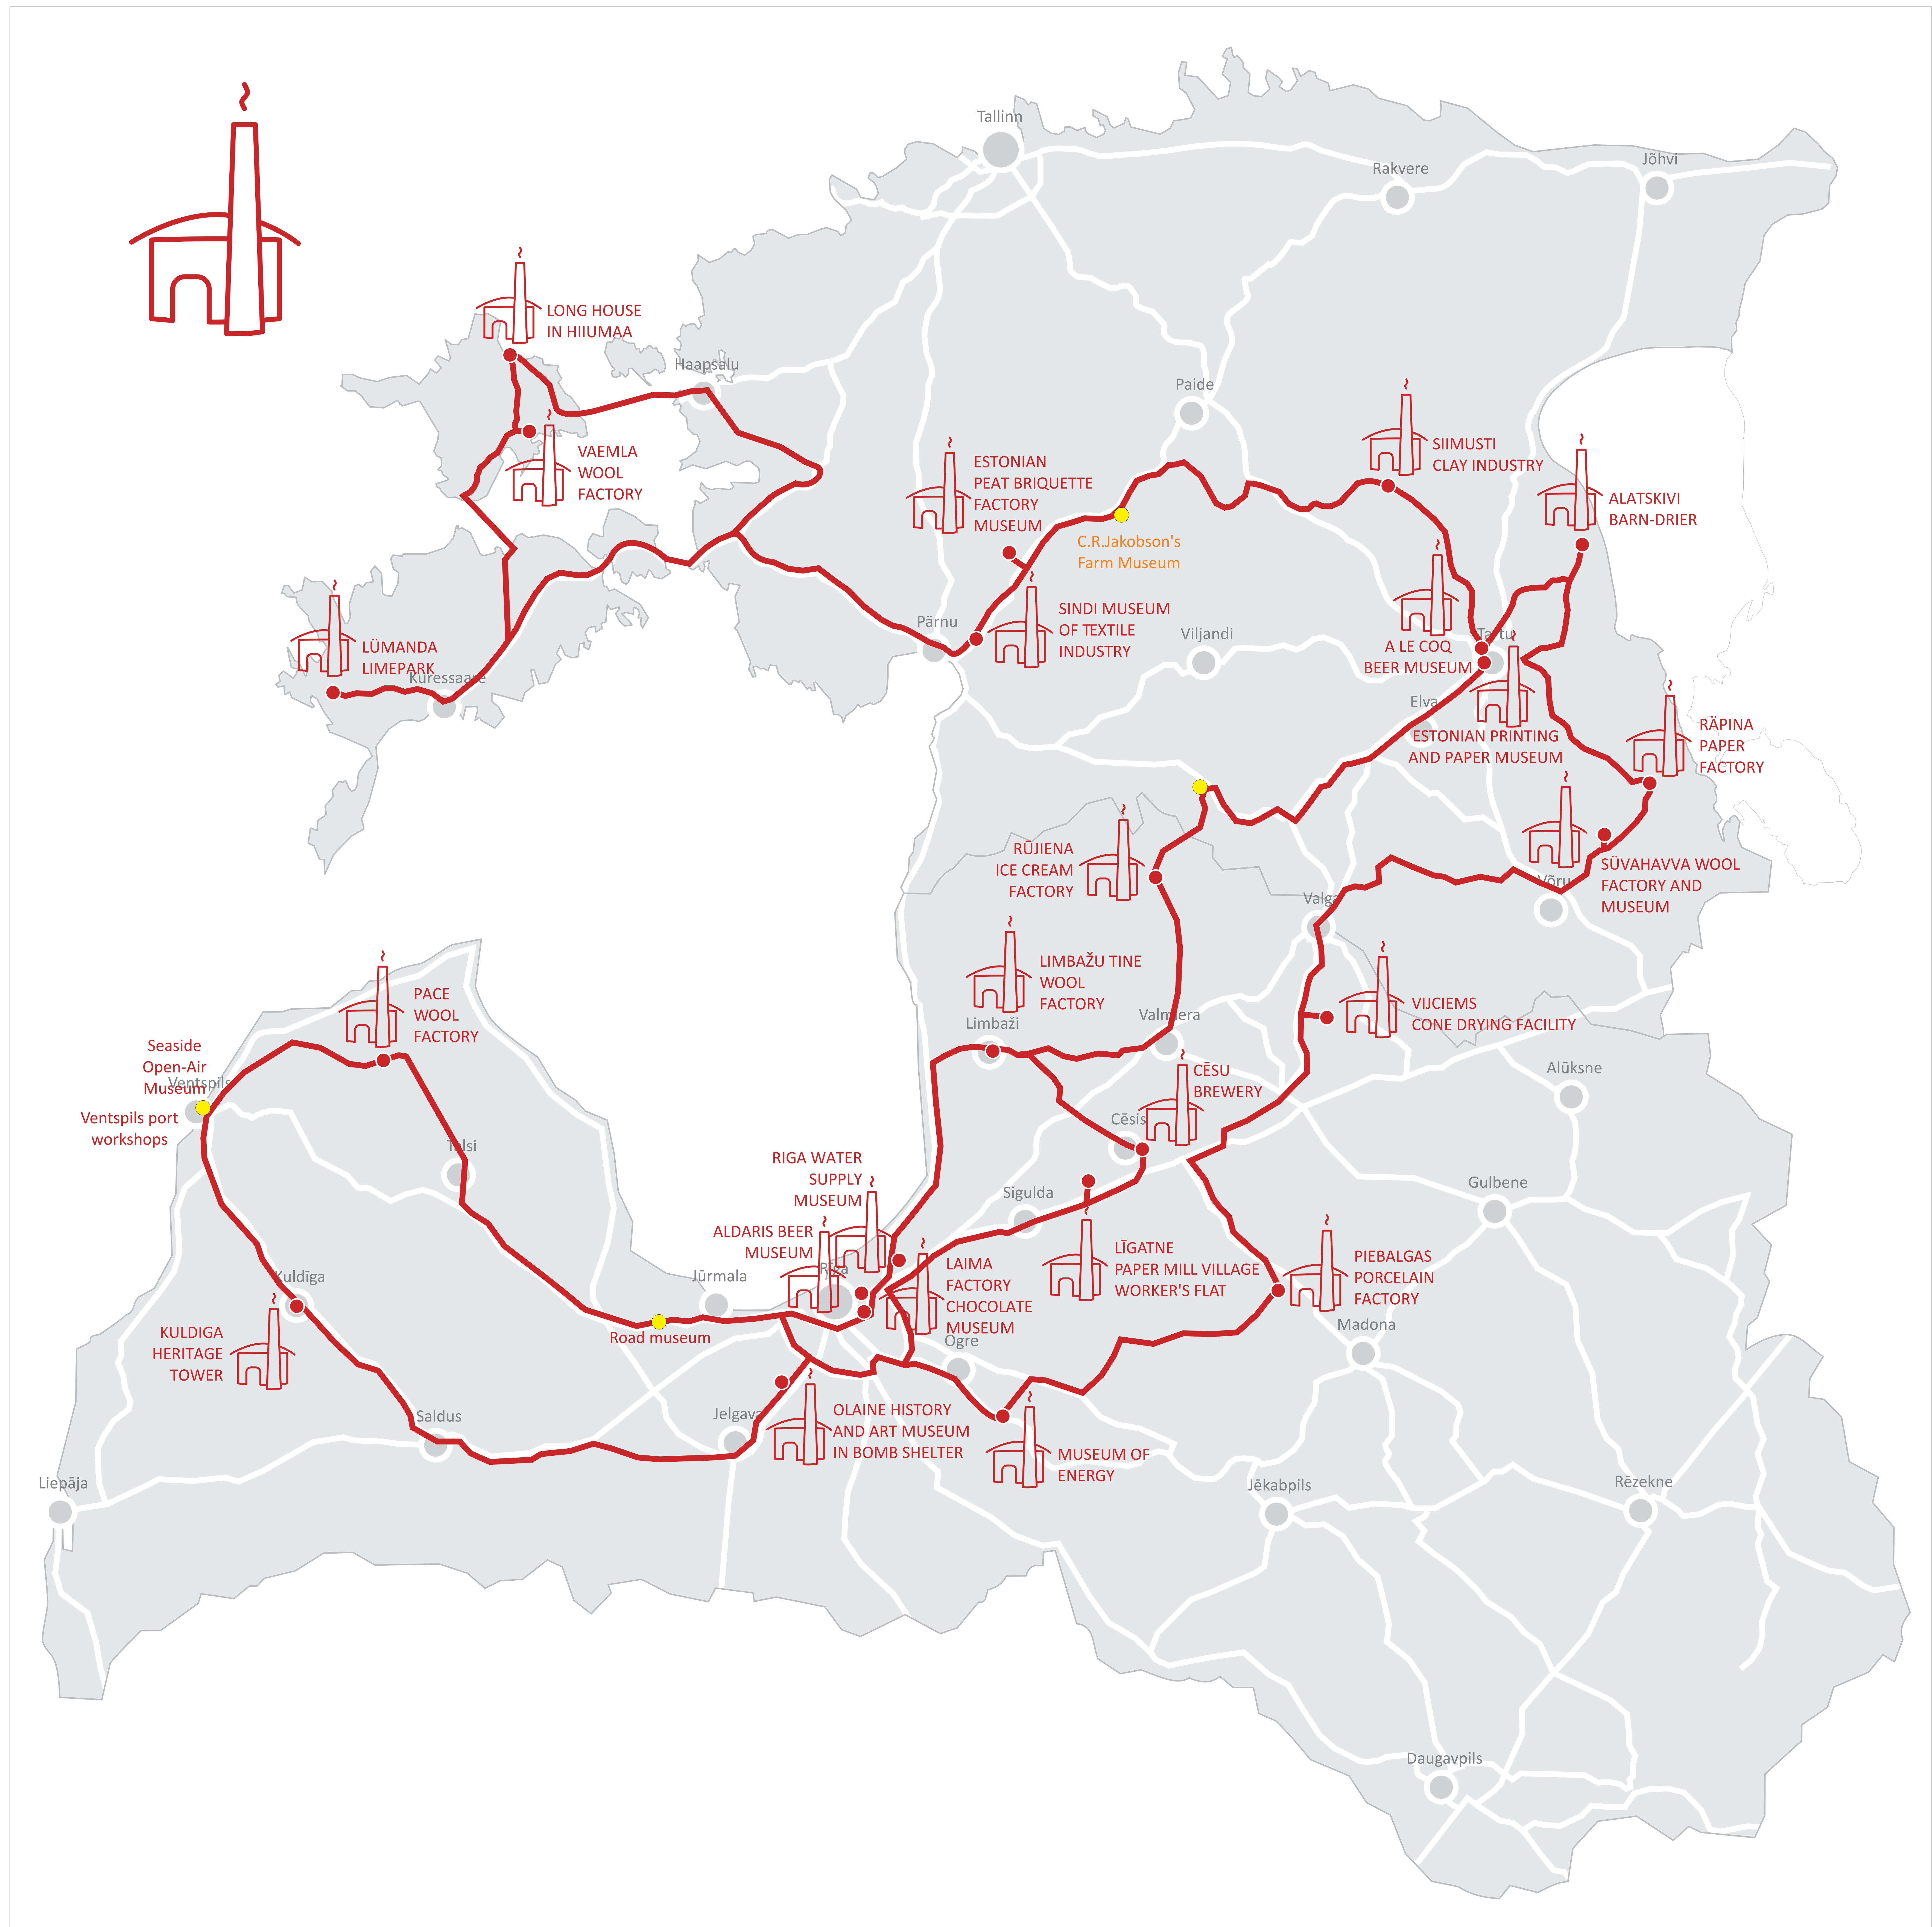 Tallinn
Rakvere
Jõhvi
LONG HOUSE
IN HIIUMAA
Haapsalu
Paide
VAEMLA
WOOL
FACTORY
ESTONIAN
PEAT BRIQUETTE
FACTORY
MUSEUM
SIIMUSTI
CLAY INDUSTRY
ALATSKIVI
BARN-DRIER
C.R.Jakobson's
Farm Museum
LÜMANDA
LIMEPARK
Kuressaare
Pärnu
SINDI MUSEUM
OF TEXTILE
INDUSTRY
Viljandi
Tartu
A LE COQ
BEER MUSEUM
Elva
ESTONIAN PRINTING
AND PAPER MUSEUM
RÄPINA
PAPER
FACTORY
RŪJIENA
ICE CREAM
FACTORY
SÜVAHAVVA WOOL
FACTORY AND
MUSEUM
Võru
Valga
LIMBAŽU TINE
WOOL
FACTORY
Limbaži
Valmiera
VIJCIEMS
CONE DRYING FACILITY
PACE
WOOL
FACTORY
Seaside
Open-Air
Museum
Ventspils
Ventspils port
workshops
Talsi
CĒSU
BREWERY
Cēsis
Alūksne
RIGA WATER
SUPPLY
MUSEUM
Sigulda
Gulbene
ALDARIS BEER
MUSEUM
Rīga
Jūrmala
LAIMA
FACTORY
CHOCOLATE
MUSEUM
LĪGATNE
PAPER MILL VILLAGE
WORKER'S FLAT
PIEBALGAS
PORCELAIN
FACTORY
Kuldīga
KULDIGA
HERITAGE
TOWER
Road museum
Ogre
Madona
Saldus
Jelgava
OLAINE HISTORY
AND ART MUSEUM
IN BOMB SHELTER
MUSEUM OF
ENERGY
Liepāja
Jēkabpils
Rēzekne
Daugavpils